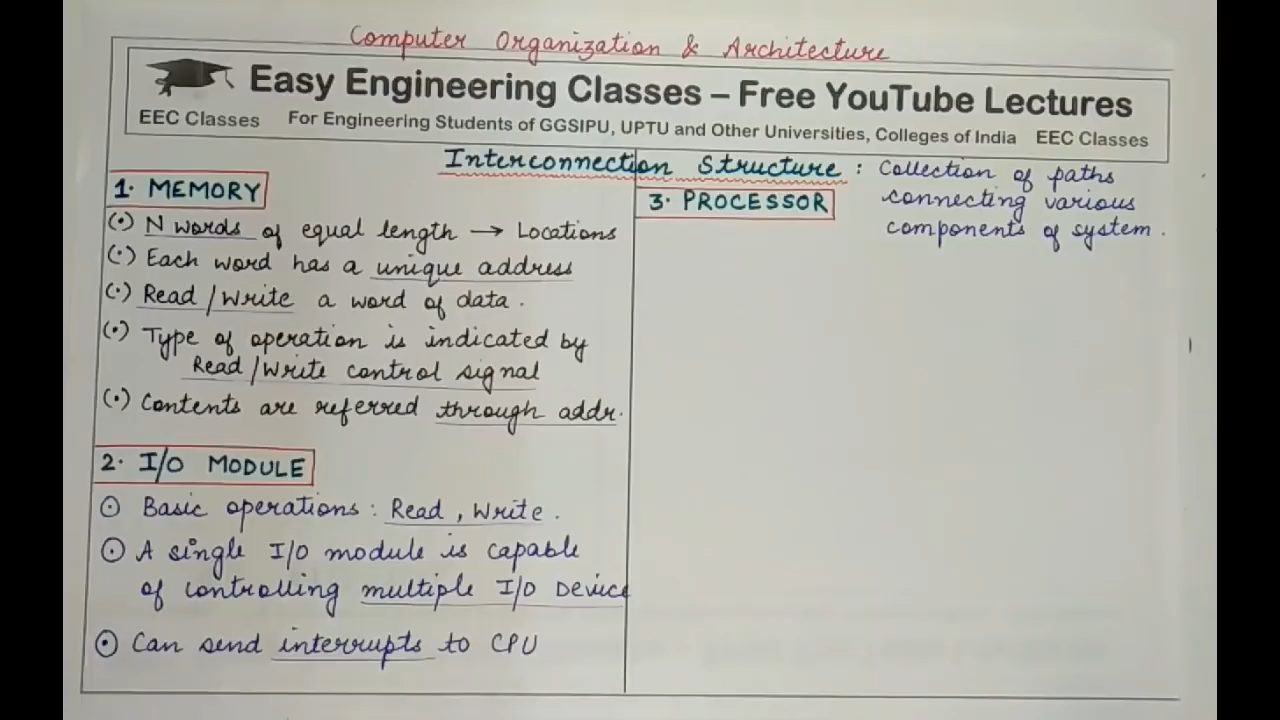 Computer Organization & Architecture
Easy Engineering Classes – Free YouTube Lectures
EEC Classes For Engineering Students of GGSIPU, UPTU and Other Universities, Colleges of India EEC Classes
Interconnection Structure : Collection of paths
connecting various
components of system.
1. MEMORY
(•) N words of equal length → Locations
(•) Each word has a unique address
(•) Read/Write a word of data.
(•) Type of operation is indicated by
Read/Write control signal
(•) Contents are referred through addr.
2. I/O MODULE
⊙ Basic operations : Read, Write.
⊙ A single I/O module is capable
of controlling multiple I/O Device
⊙ Can send interrupts to CPU
3. PROCESSOR